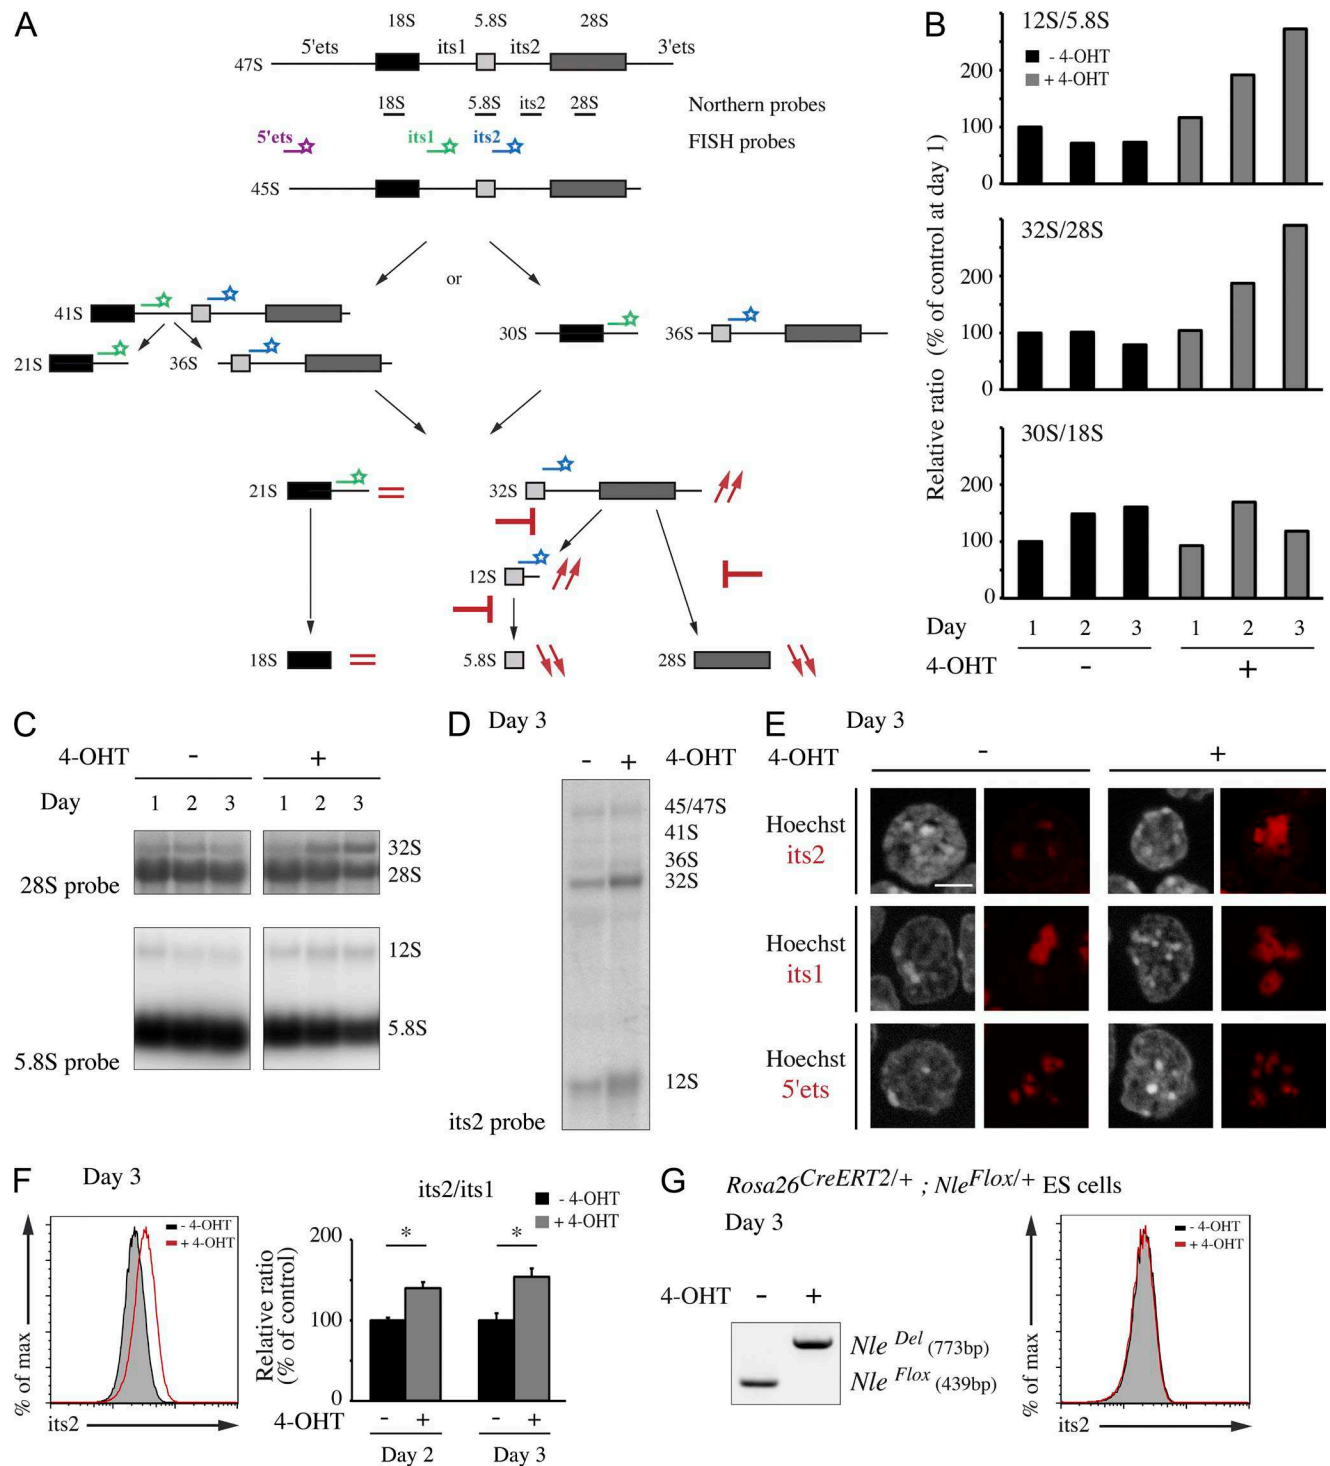 A
18S 5.8S 28S
5'ets its1 its2 3'ets
47S
18S 5.8S its2 28S Northern probes
5'ets its1 its2 FISH probes
45S
or
41S
30S 36S
21S 36S
21S 32S
12S
18S 5.8S 28S
B
Relative ratio (% of control at day 1)
12S/5.8S
- 4-OHT
+ 4-OHT
200
100
0
32S/28S
200
100
0
30S/18S
200
100
0
Day 1 2 3 1 2 3
4-OHT - +
C
4-OHT - +
Day 1 2 3 1 2 3
32S
28S
28S probe
12S
5.8S
5.8S probe
D Day 3
- + 4-OHT
45/47S
41S
36S
32S
12S
its2 probe
E Day 3
4-OHT - +
Hoechst
its2
Hoechst
its1
Hoechst
5'ets
F Day 3
- 4-OHT
+ 4-OHT
% of max
its2
its2/its1
- 4-OHT
+ 4-OHT
Relative ratio
(% of control)
200
100
0
* *
4-OHT - + - +
Day 2 Day 3
G Rosa26CreERT2/+ ; NleFlox/+ ES cells
Day 3
4-OHT - +
Nle Del (773bp)
Nle Flox (439bp)
- 4-OHT
+ 4-OHT
% of max
its2